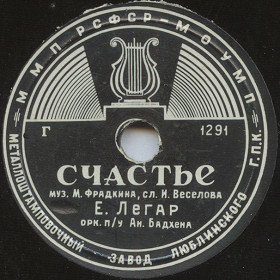 ММП РСФСР-МОУМП
Г 1291
СЧАСТЬЕ
муз. М. Фрадкина, сл. И. Веселова
Е. Легар
орк. п/у Ан. Бадхена
МЕТАЛЛОШТАМПОВОЧНЫЙ ЗАВОД ЛЮБЛИНСКОГО Г.П.К.